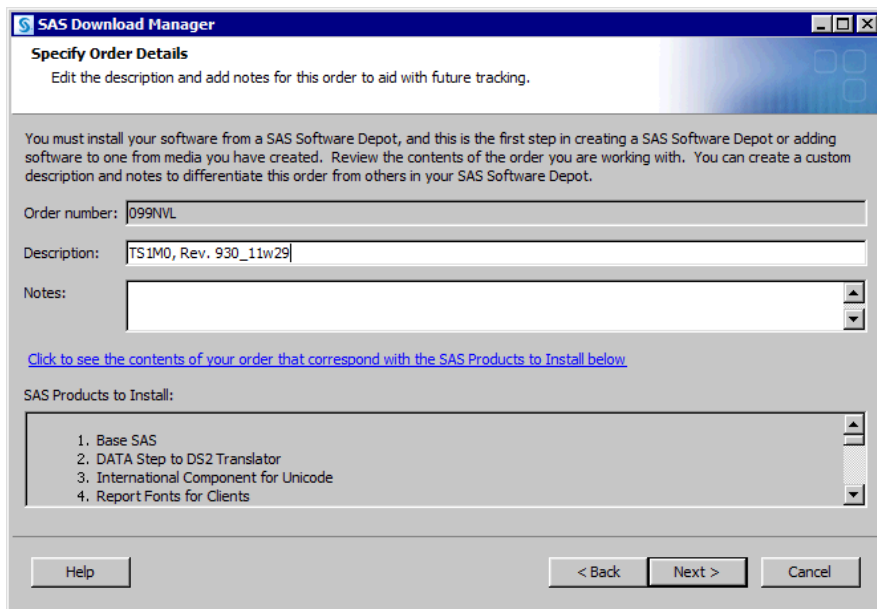 SAS Download Manager
Specify Order Details
Edit the description and add notes for this order to aid with future tracking.
You must install your software from a SAS Software Depot, and this is the first step in creating a SAS Software Depot or adding
software to one from media you have created. Review the contents of the order you are working with. You can create a custom
description and notes to differentiate this order from others in your SAS Software Depot.
Order number: 099NVL
Description: TS1M0, Rev. 930_11w29
Notes:
Click to see the contents of your order that correspond with the SAS Products to Install below
SAS Products to Install:
1. Base SAS
2. DATA Step to DS2 Translator
3. International Component for Unicode
4. Report Fonts for Clients
Help < Back Next > Cancel